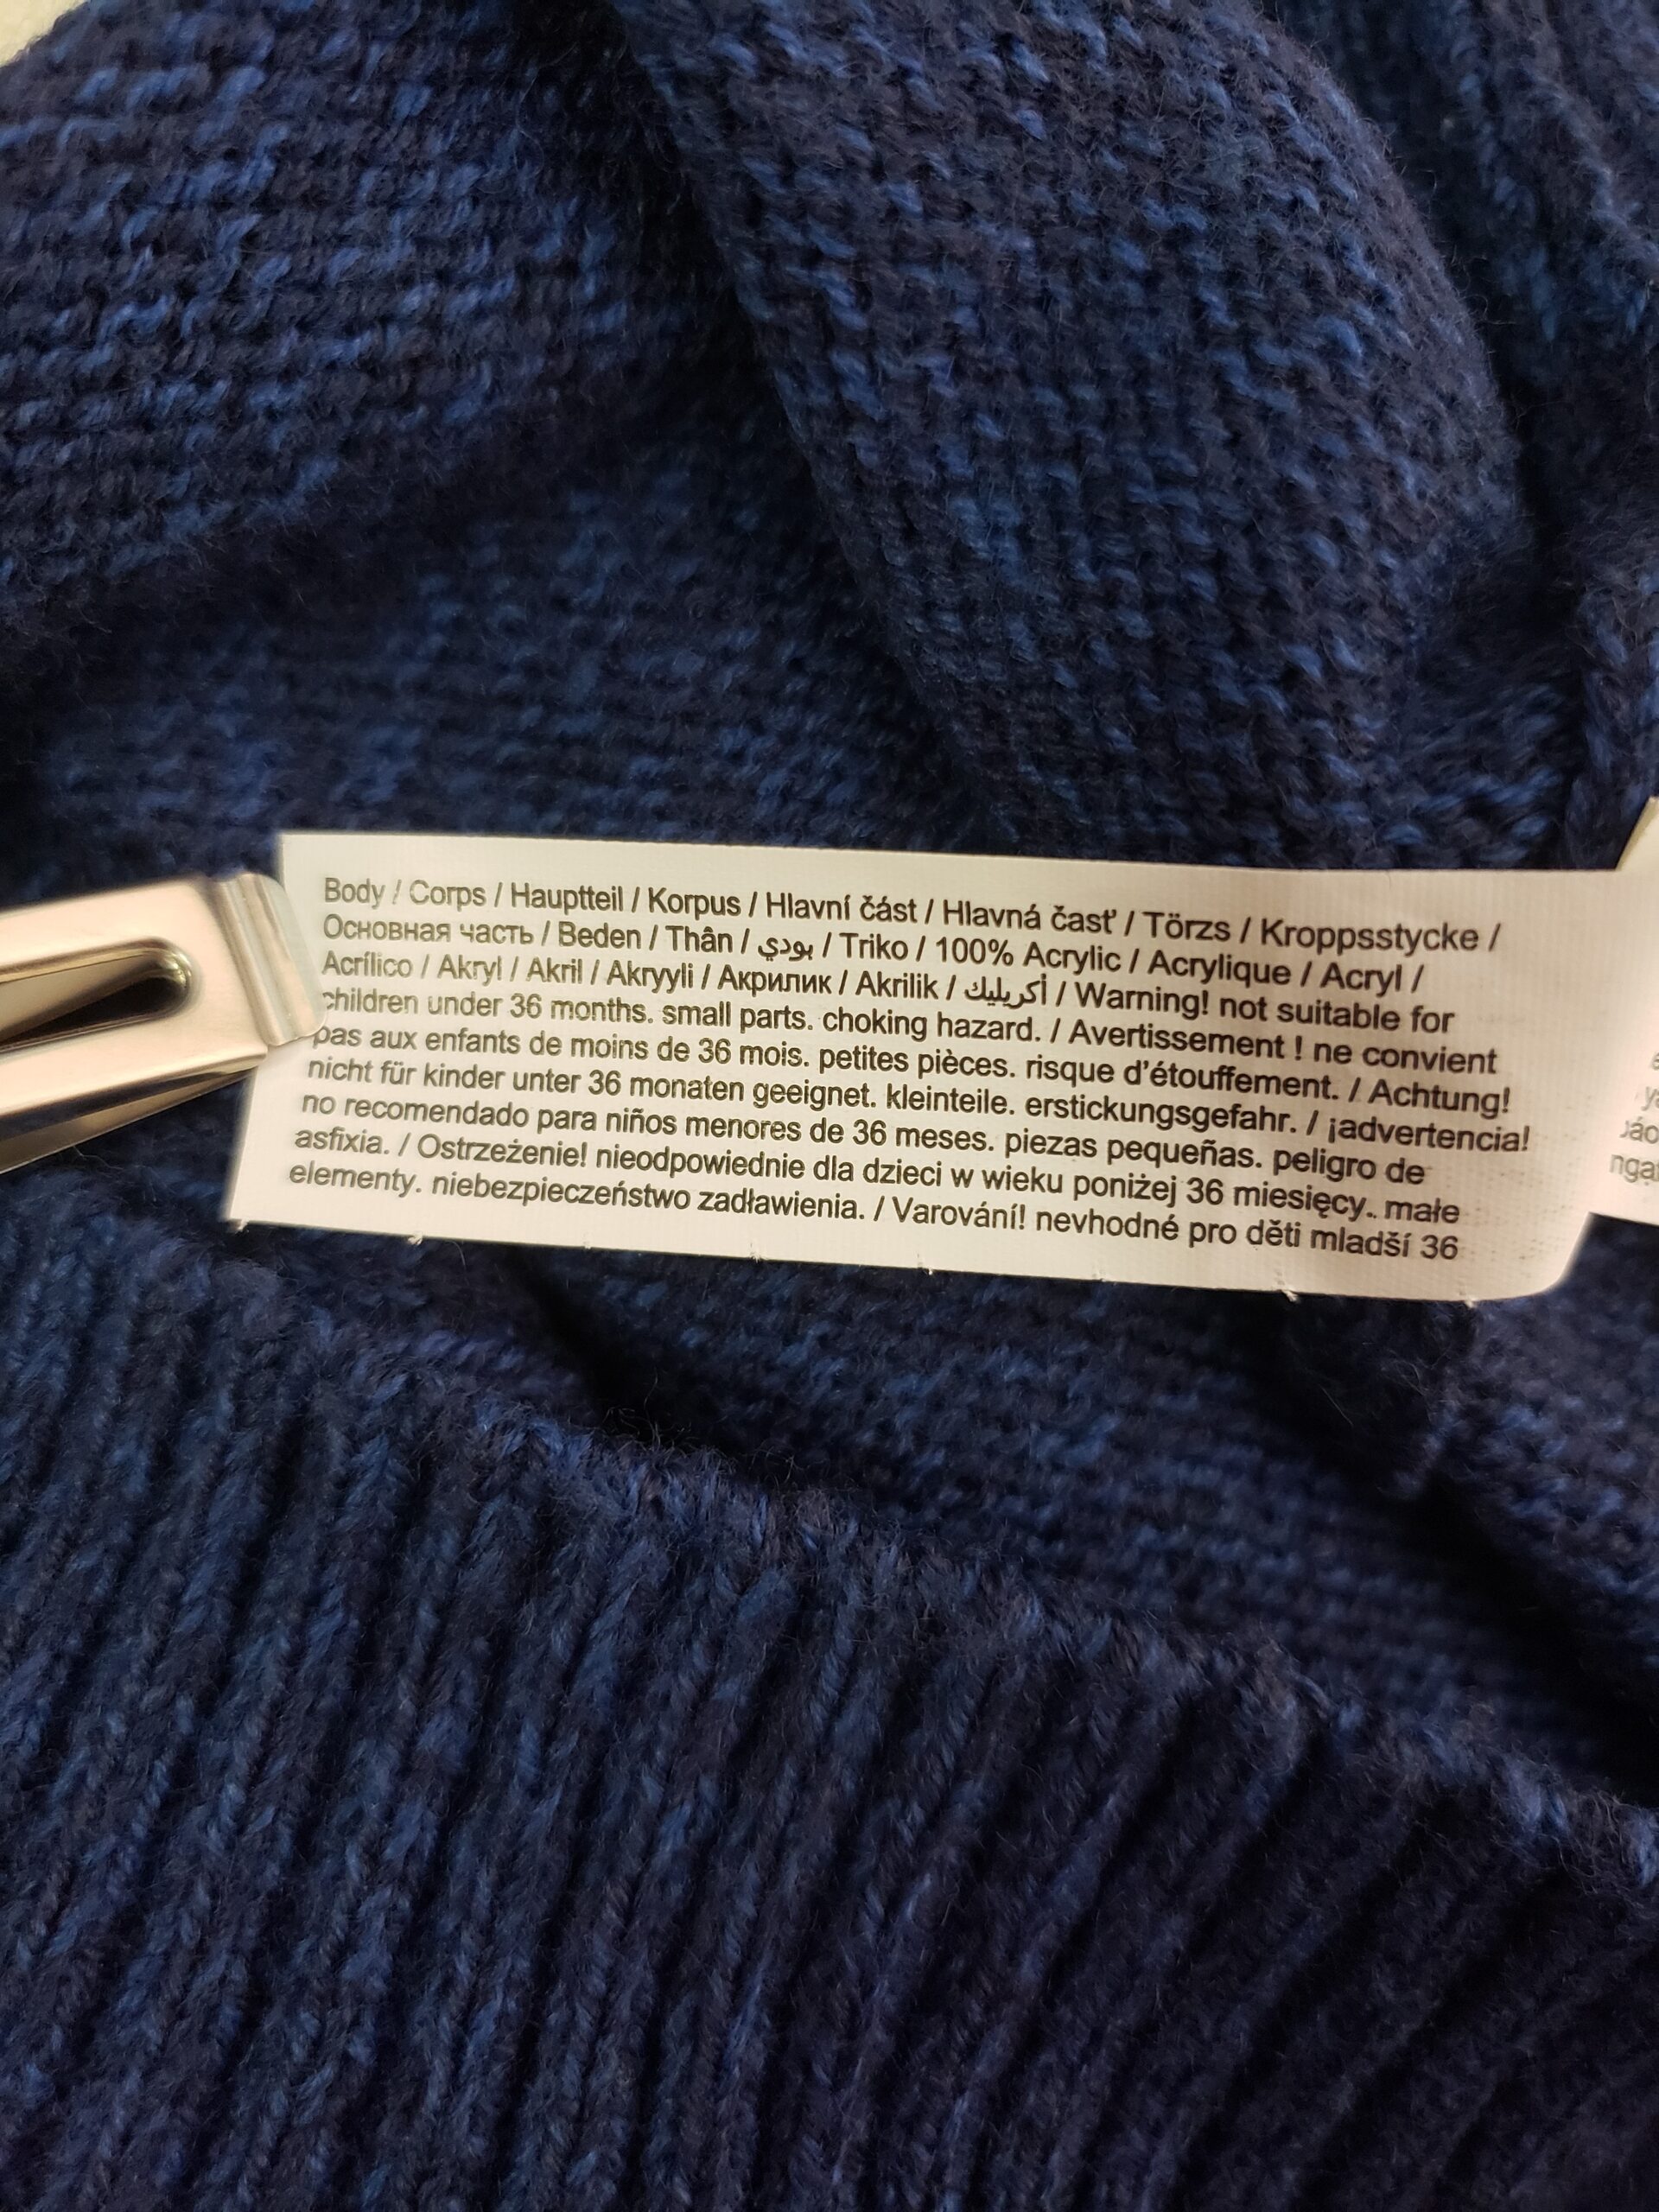 Body / Corps / Hauptteil / Korpus / Hlavní část / Hlavná časť / Törzs / Kroppsstycke /
Основная часть / Beden / Thân / بودي / Triko / 100% Acrylic / Acrylique / Acryl /
Acrílico / Akryl / Akril / Akryyli / Акрилик / Akrilik / أكريليك / Warning! not suitable for
children under 36 months. small parts. choking hazard. / Avertissement ! ne convient
pas aux enfants de moins de 36 mois. petites pièces. risque d'étouffement. / Achtung!
nicht für kinder unter 36 monaten geeignet. kleinteile. erstickungsgefahr. / ¡advertencia!
no recomendado para niños menores de 36 meses. piezas pequeñas. peligro de
asfixia. / Ostrzeżenie! nieodpowiednie dla dzieci w wieku poniżej 36 miesięcy. małe
elementy. niebezpieczeństwo zadławienia. / Varování! nevhodné pro děti mladší 36